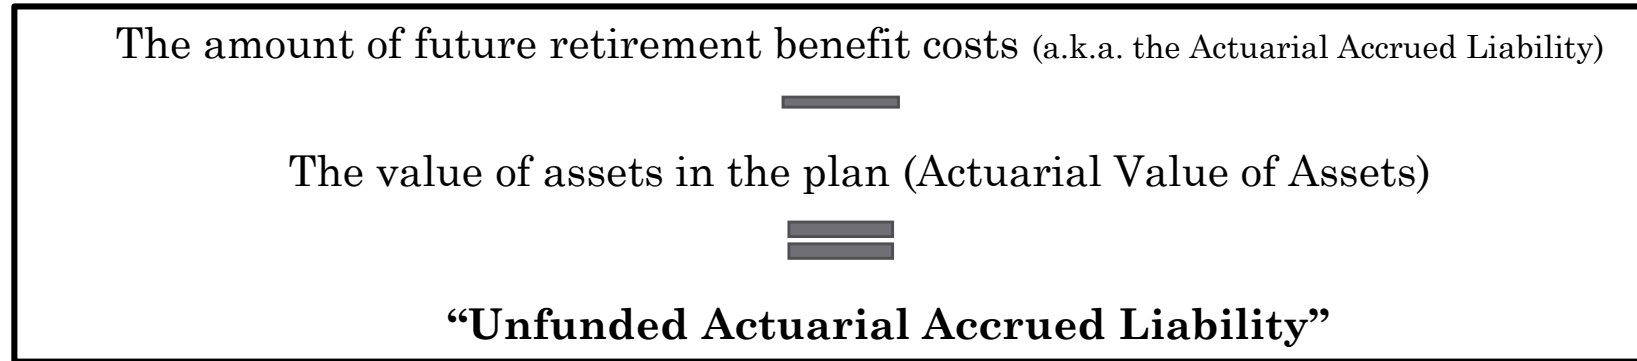 The amount of future retirement benefit costs (a.k.a. the Actuarial Accrued Liability)
The value of assets in the plan (Actuarial Value of Assets)
“Unfunded Actuarial Accrued Liability”